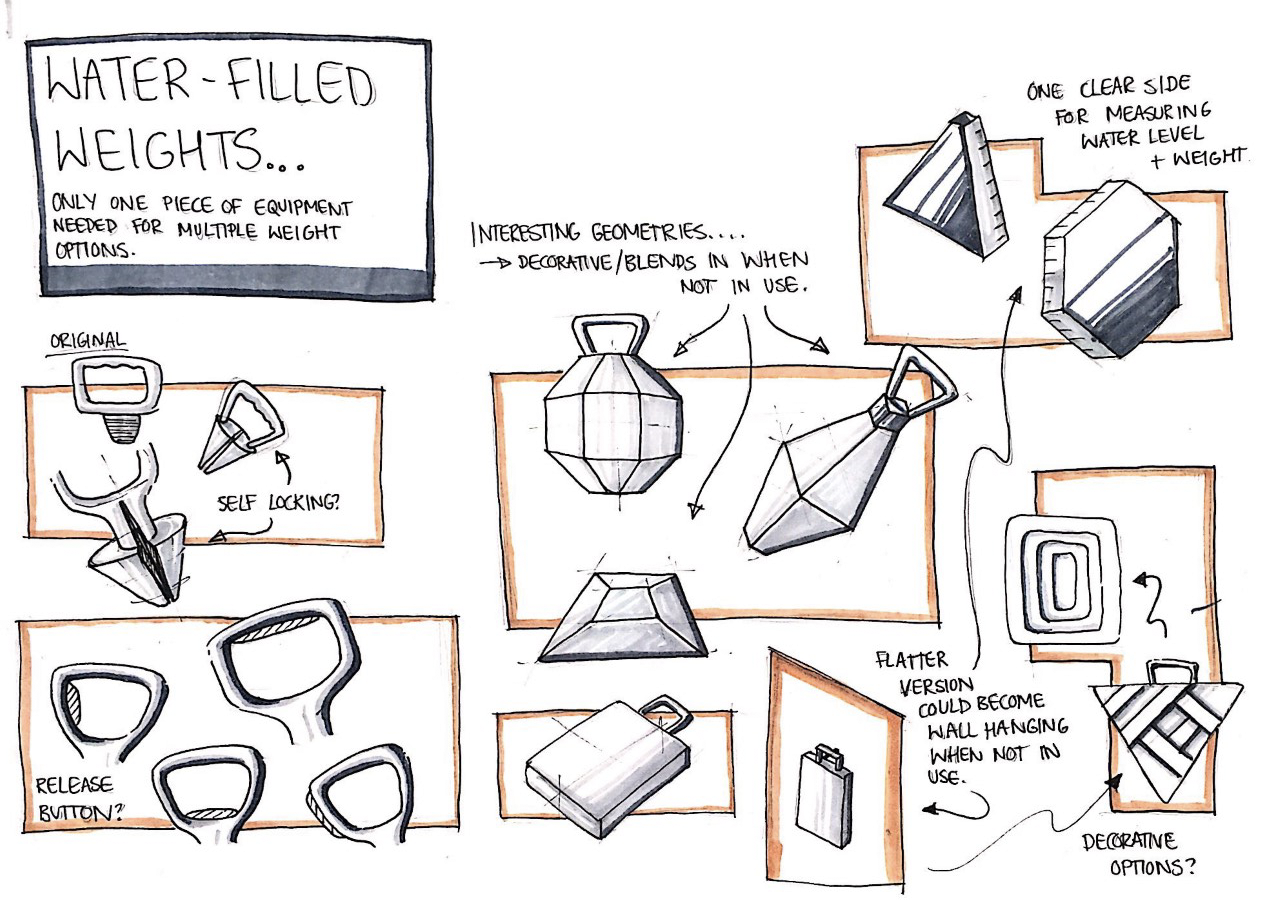 WATER-FILLED
WEIGHTS...
ONLY ONE PIECE OF EQUIPMENT
NEEDED FOR MULTIPLE WEIGHT
OPTIONS.
ORIGINAL
SELF LOCKING?
RELEASE
BUTTON?
INTERESTING GEOMETRIES....
→ DECORATIVE/BLENDS IN WHEN
NOT IN USE.
ONE CLEAR SIDE
FOR MEASURING
WATER LEVEL
+ WEIGHT
FLATTER
VERSION
COULD BECOME
WALL HANGING
WHEN NOT IN
USE.
DECORATIVE
OPTIONS?